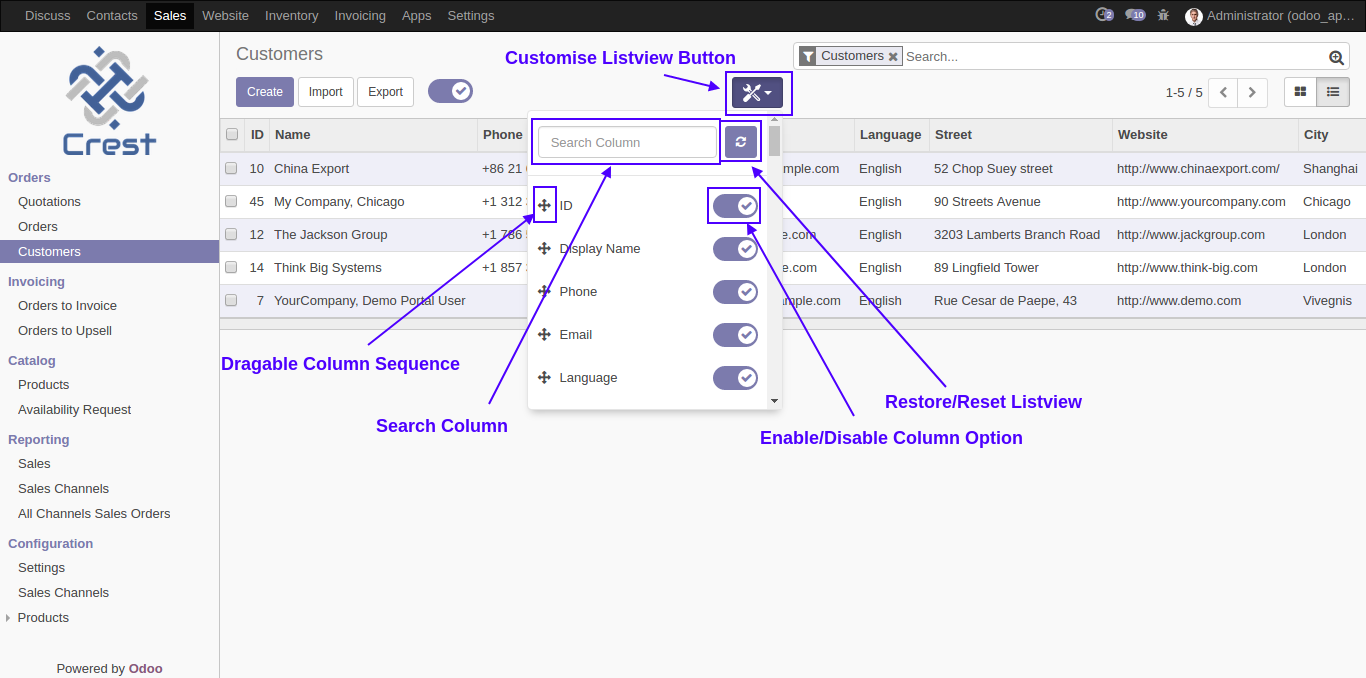 Discuss Contacts Sales Website Inventory Invoicing Apps Settings 2 10 Administrator (odoo_ap...
Crest
Orders
Quotations
Orders
Customers
Invoicing
Orders to Invoice
Orders to Upsell
Catalog
Products
Availability Request
Reporting
Sales
Sales Channels
All Channels Sales Orders
Configuration
Settings
Sales Channels
Products
Powered by Odoo
Customers
Customise Listview Button
Customers Search...
Create Import Export
1-5 / 5
ID Name Phone Language Street Website City
10 China Export +86 21 mple.com English 52 Chop Suey street http://www.chinaexport.com/ Shanghai
45 My Company, Chicago +1 312 English 90 Streets Avenue http://www.yourcompany.com Chicago
12 The Jackson Group +1 786 e.com English 3203 Lamberts Branch Road http://www.jackgroup.com London
14 Think Big Systems +1 857 e.com English 89 Lingfield Tower http://www.think-big.com London
7 YourCompany, Demo Portal User ample.com English Rue Cesar de Paepe, 43 http://www.demo.com Vivegnis
Search Column
ID
Display Name
Phone
Email
Language
Dragable Column Sequence
Search Column
Restore/Reset Listview
Enable/Disable Column Option